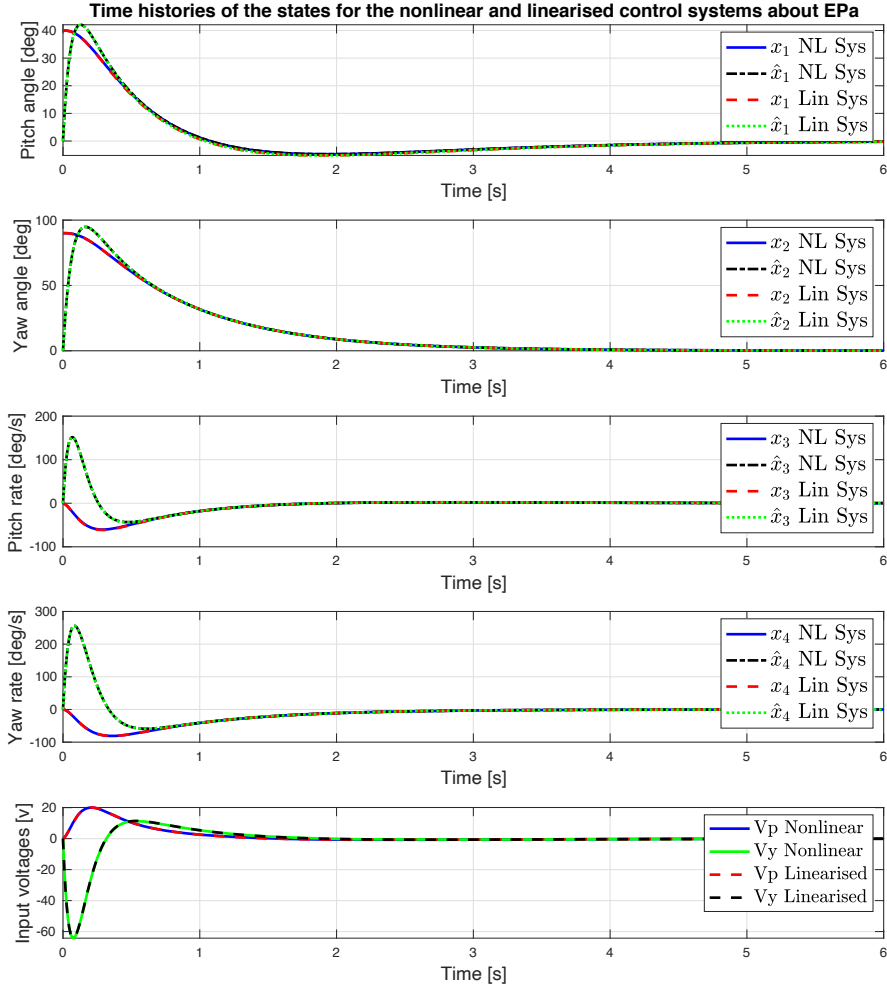 Time histories of the states for the nonlinear and linearised control systems about EPa
Pitch angle [deg]
40
30
20
10
0
x₁ NL Sys
x̂₁ NL Sys
x₁ Lin Sys
x̂₁ Lin Sys
0 1 2 3 4 5 6
Time [s]
Yaw angle [deg]
100
50
0
x₂ NL Sys
x̂₂ NL Sys
x₂ Lin Sys
x̂₂ Lin Sys
0 1 2 3 4 5 6
Time [s]
Pitch rate [deg/s]
200
100
0
-100
x₃ NL Sys
x̂₃ NL Sys
x₃ Lin Sys
x̂₃ Lin Sys
0 1 2 3 4 5 6
Time [s]
Yaw rate [deg/s]
300
200
100
0
-100
x₄ NL Sys
x̂₄ NL Sys
x₄ Lin Sys
x̂₄ Lin Sys
0 1 2 3 4 5 6
Time [s]
Input voltages [v]
20
0
-20
-40
-60
Vp Nonlinear
Vy Nonlinear
Vp Linearised
Vy Linearised
0 1 2 3 4 5 6
Time [s]